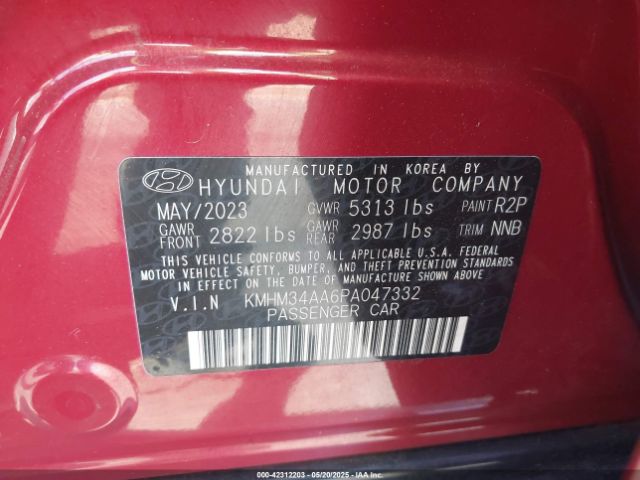 MANUFACTURED IN KOREA BY
HYUNDAI MOTOR COMPANY
MAY/2023 GVWR 5313 lbs PAINT R2P
GAWR FRONT 2822 lbs GAWR REAR 2987 lbs TRIM NNB
THIS VEHICLE CONFORMS TO ALL APPLICABLE U.S.A. FEDERAL
MOTOR VEHICLE SAFETY, BUMPER, AND THEFT PREVENTION
STANDARDS IN EFFECT ON THE DATE OF MANUFACTURE SHOWN ABOVE.
V.I.N KMHM34AA6PA047332
PASSENGER CAR
000-42312203 - 05/20/2025 - COPYRIGHT IAA, LLC